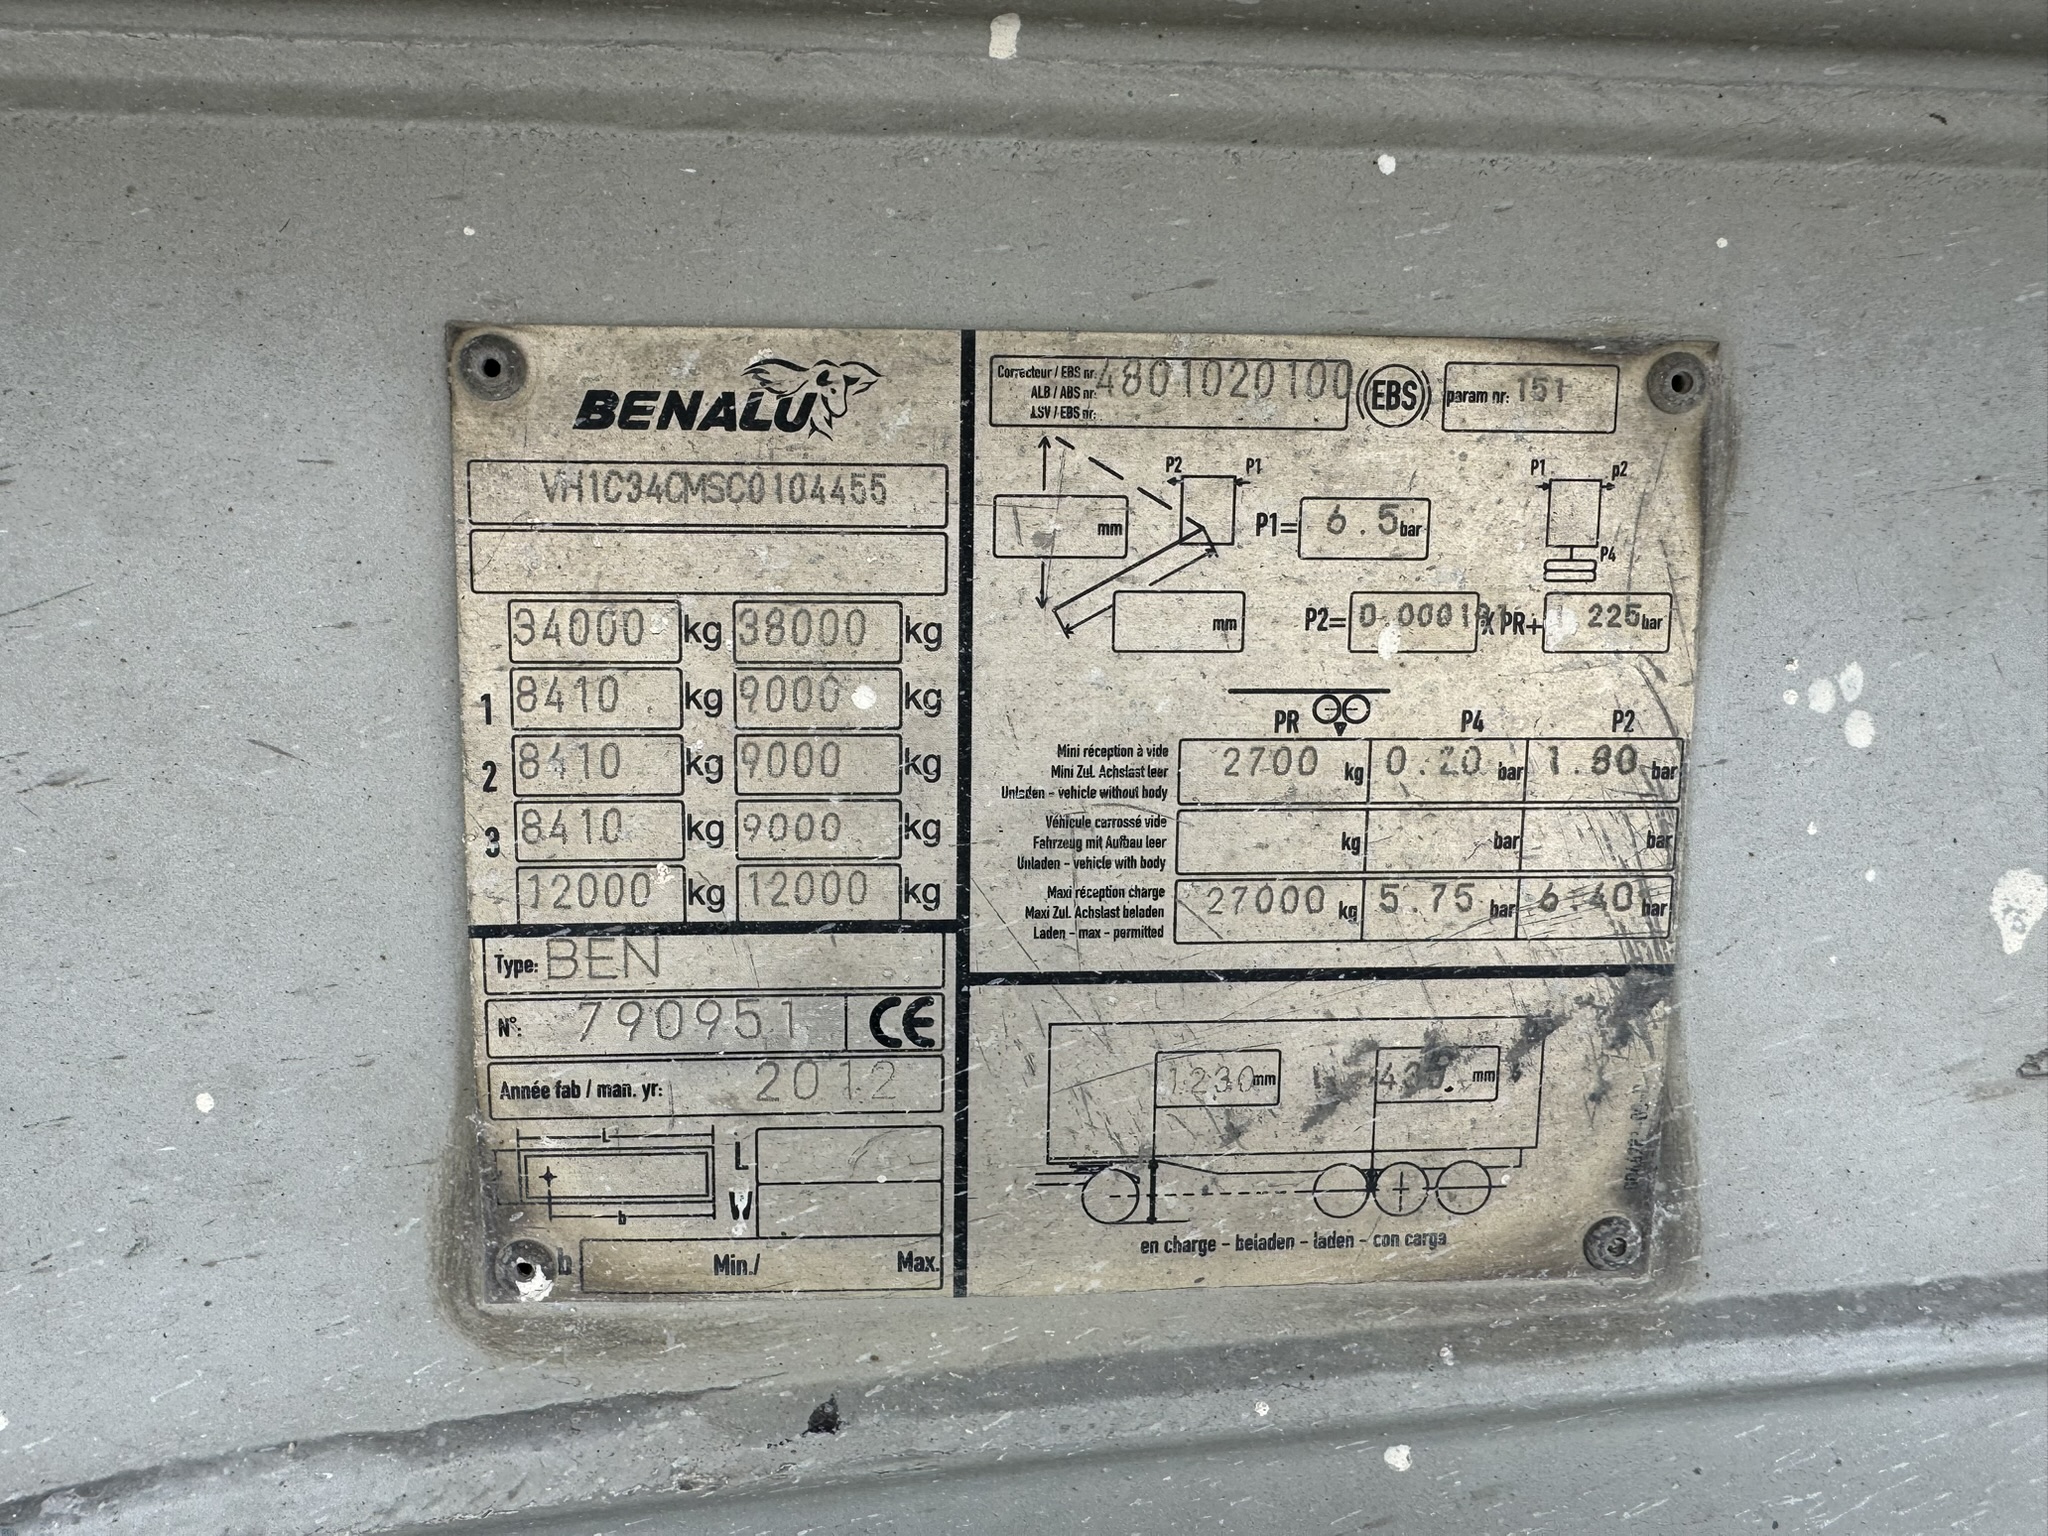 BENALU
VH1C34CMSC0104455
34000 kg 38000 kg
1 8410 kg 9000 kg
2 8410 kg 9000 kg
3 8410 kg 9000 kg
12000 kg 12000 kg
Type: BEN
N°: 790951 CE
Année fab / man. yr: 2012
L
L
W
b
b Min./ Max.
Correcteur / EBS nr:
ALB / ABS nr: 4801020100 EBS param nr: 151
LSV / EBS nr:
P2 P1 P1 p2
mm P1= 6.5 bar
P4
mm P2= X PR+ 225 bar
PR P4 P2
Mini réception à vide
Mini Zul. Achslast leer 2700 kg 0.20 bar 1.80 bar
Unladen - vehicle without body
Véhicule carrossé vide
Fahrzeug mit Aufbau leer kg bar bar
Unladen - vehicle with body
Maxi réception charge
Maxi Zul. Achslast beladen 27000 kg 5.75 bar 6.40 bar
Laden - max - permitted
1230 mm mm
en charge - beladen - laden - con carga